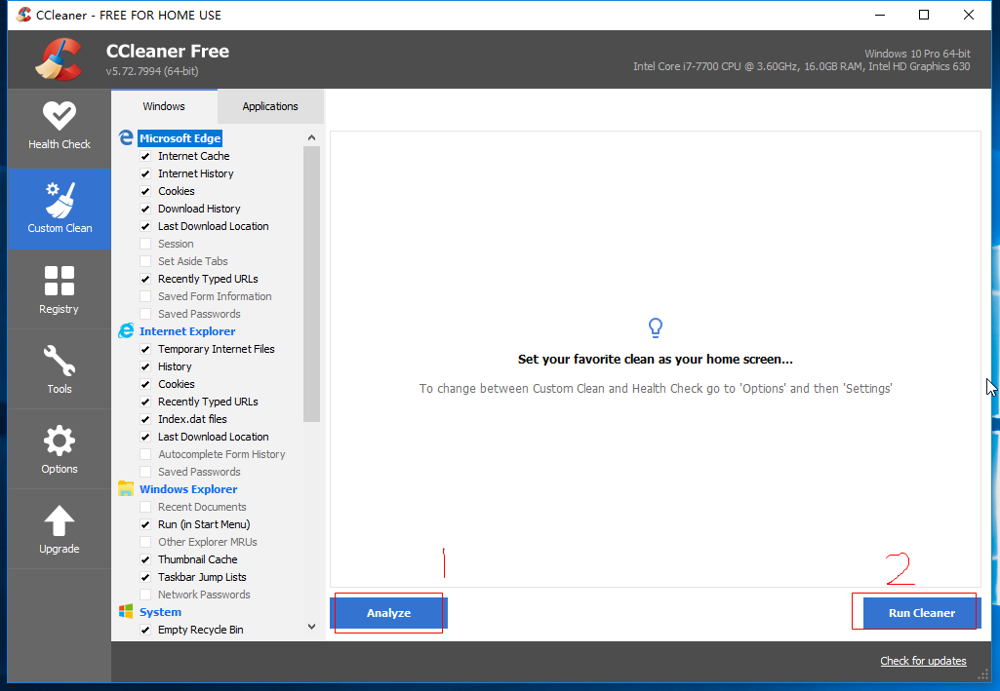 CCleaner - FREE FOR HOME USE
CCleaner Free
v5.72.7994 (64-bit)
Windows 10 Pro 64-bit
Intel Core i7-7700 CPU @ 3.60GHz, 16.0GB RAM, Intel HD Graphics 630
Health Check
Custom Clean
Registry
Tools
Options
Upgrade
Windows
Applications
Microsoft Edge
Internet Cache
Internet History
Cookies
Download History
Last Download Location
Session
Set Aside Tabs
Recently Typed URLs
Saved Form Information
Saved Passwords
Internet Explorer
Temporary Internet Files
History
Cookies
Recently Typed URLs
Index.dat files
Last Download Location
Autocomplete Form History
Saved Passwords
Windows Explorer
Recent Documents
Run (in Start Menu)
Other Explorer MRUs
Thumbnail Cache
Taskbar Jump Lists
Network Passwords
System
Empty Recycle Bin
Set your favorite clean as your home screen...
To change between Custom Clean and Health Check go to 'Options' and then 'Settings'
1
2
Analyze
Run Cleaner
Check for updates